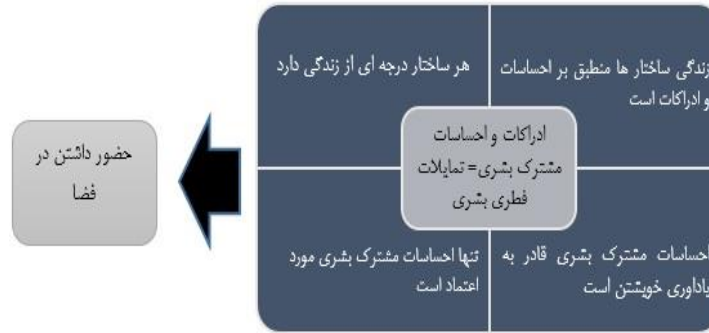 زندگی ساختار ها منطبق بر احساسات
و ادراکات است
هر ساختار درجه ای از زندگی دارد
ادراکات و احساسات
مشترک بشری= تمایلات
فطری بشری
احساسات مشترک بشری قادر به
یاداوری خویشتن است
تنها احساسات مشترک بشری مورد
اعتماد است
حضور داشتن در
فضا